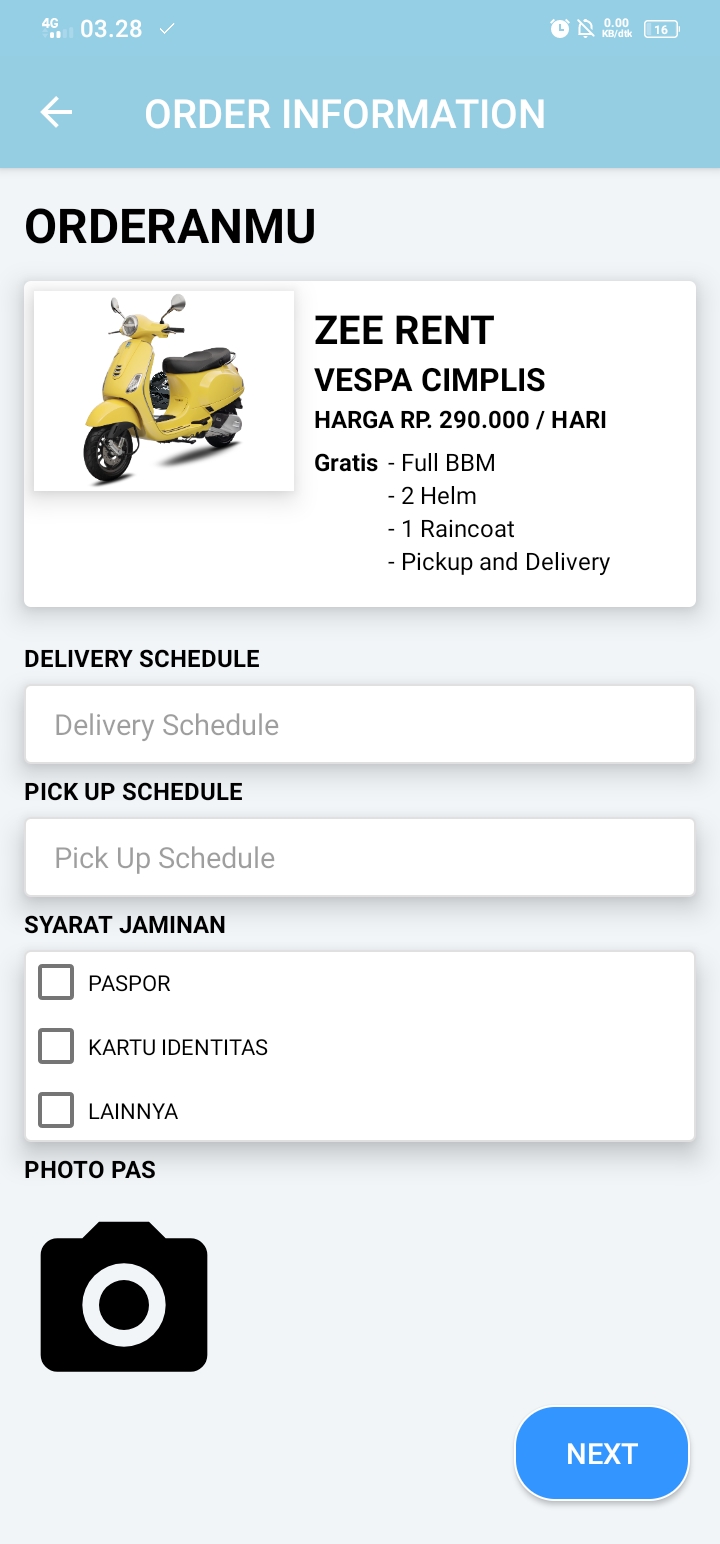 4G 03.28 0.00 KB/dtk 16
ORDER INFORMATION
ORDERANMU
ZEE RENT
VESPA CIMPLIS
HARGA RP. 290.000 / HARI
Gratis - Full BBM
- 2 Helm
- 1 Raincoat
- Pickup and Delivery
DELIVERY SCHEDULE
Delivery Schedule
PICK UP SCHEDULE
Pick Up Schedule
SYARAT JAMINAN
PASPOR
KARTU IDENTITAS
LAINNYA
PHOTO PAS
NEXT